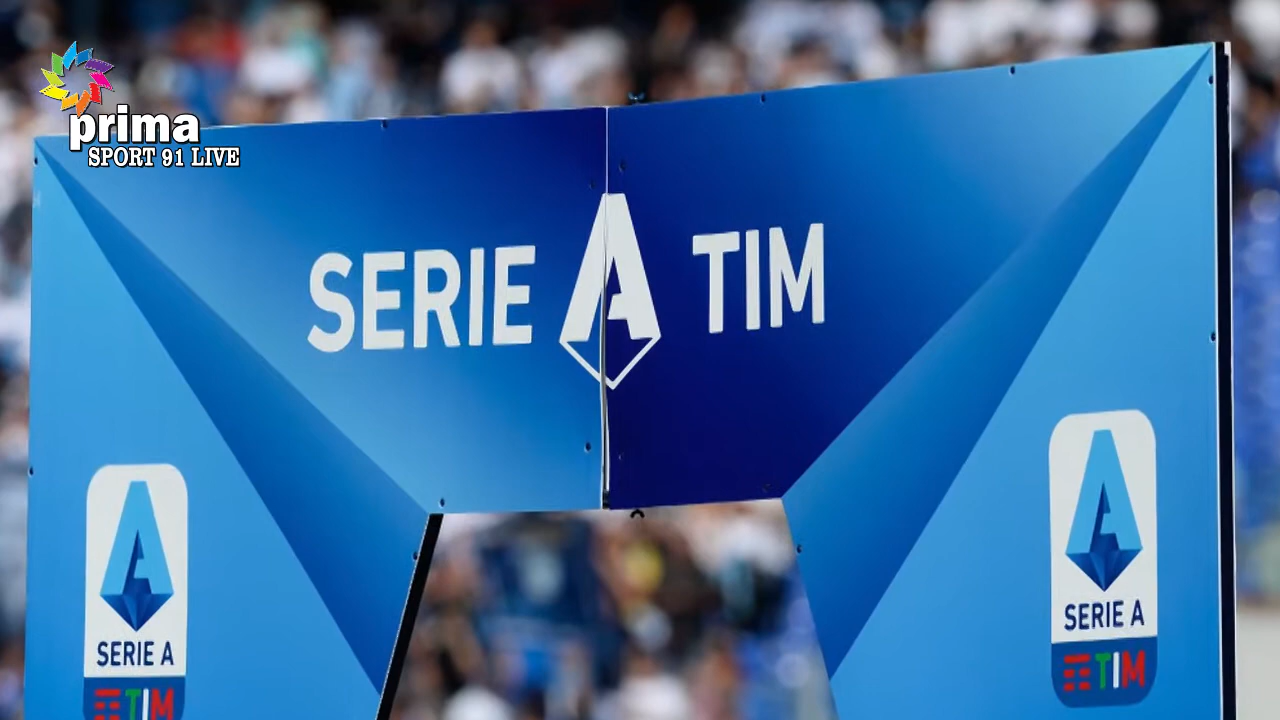 prima
SPORT 91 LIVE
SERIE A TIM
SERIE A
TIM
SERIE A
TIM